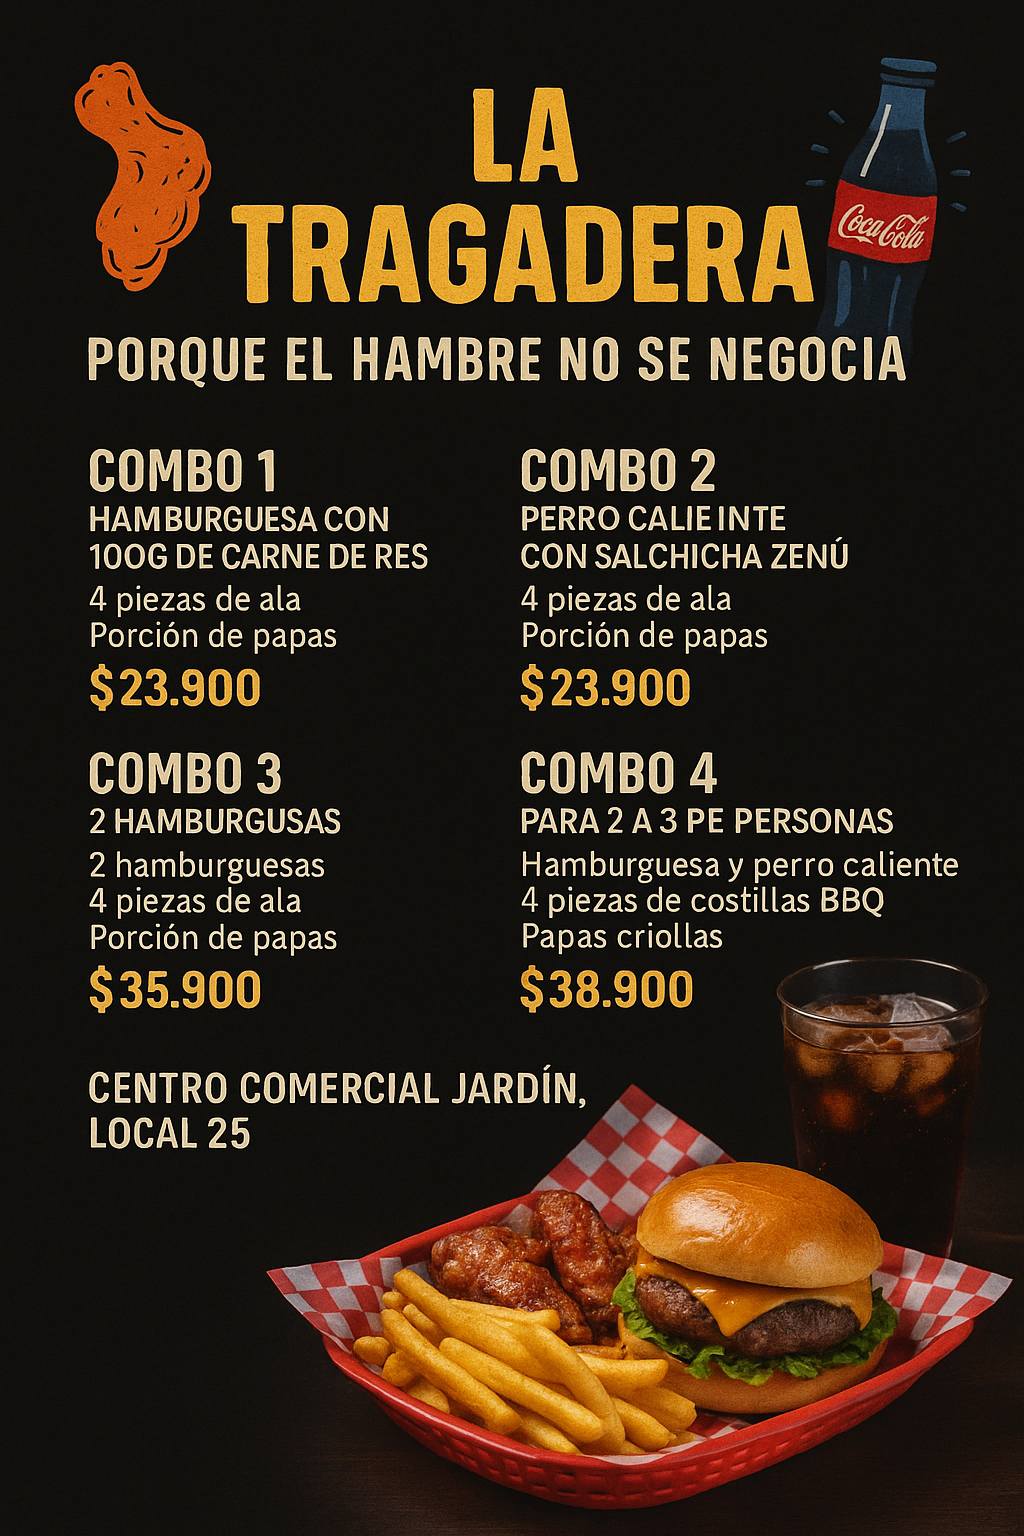 LA
TRAGADERA
Coca-Cola
PORQUE EL HAMBRE NO SE NEGOCIA
COMBO 1
HAMBURGUESA CON
100G DE CARNE DE RES
4 piezas de ala
Porción de papas
$23.900
COMBO 2
PERRO CALIEINTE
CON SALCHICHA ZENÚ
4 piezas de ala
Porción de papas
$23.900
COMBO 3
2 HAMBURGUSAS
2 hamburguesas
4 piezas de ala
Porción de papas
$35.900
COMBO 4
PARA 2 A 3 PE PERSONAS
Hamburguesa y perro caliente
4 piezas de costillas BBQ
Papas criollas
$38.900
CENTRO COMERCIAL JARDÍN,
LOCAL 25